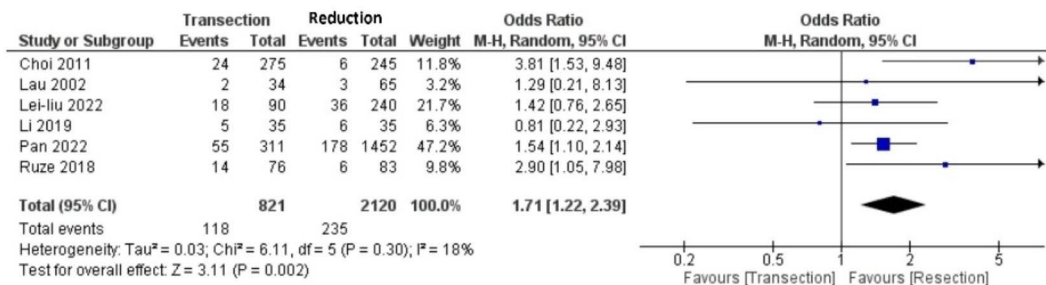 Transection Reduction Odds Ratio Odds Ratio
Study or Subgroup Events Total Events Total Weight M-H, Random, 95% CI M-H, Random, 95% CI
Choi 2011 24 275 6 245 11.8% 3.81 [1.53, 9.48]
Lau 2002 2 34 3 65 3.2% 1.29 [0.21, 8.13]
Lei-liu 2022 18 90 36 240 21.7% 1.42 [0.76, 2.65]
Li 2019 5 35 6 35 6.3% 0.81 [0.22, 2.93]
Pan 2022 55 311 178 1452 47.2% 1.54 [1.10, 2.14]
Ruze 2018 14 76 6 83 9.8% 2.90 [1.05, 7.98]
Total (95% CI) 821 2120 100.0% 1.71 [1.22, 2.39]
Total events 118 235
Heterogeneity: Tau² = 0.03; Chi² = 6.11, df = 5 (P = 0.30); I² = 18%
Test for overall effect: Z = 3.11 (P = 0.002)
0.2 0.5 1 2 5
Favours [Transection] Favours [Resection]